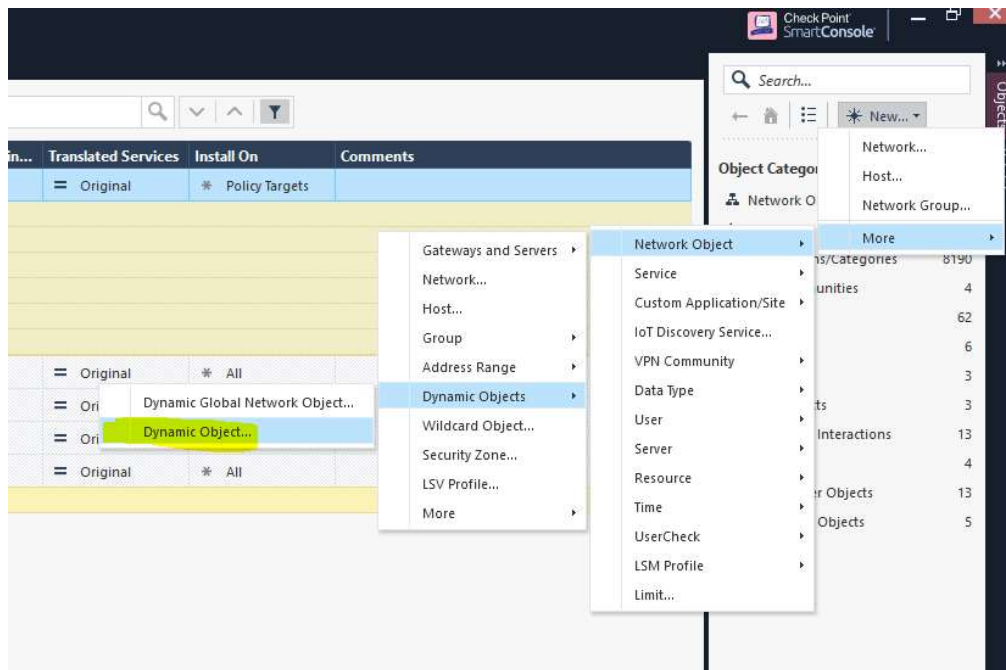 Check Point
SmartConsole
Search...
New...
Objects
in... Translated Services Install On Comments
= Original * Policy Targets
Object Catego
Network O
ns/Categories 8190
unities 4
62
6
3
ts 3
Interactions 13
4
er Objects 13
Objects 5
Network...
Host...
Network Group...
More
Network Object
Service
Custom Application/Site
IoT Discovery Service...
VPN Community
Data Type
User
Server
Resource
Time
UserCheck
LSM Profile
Limit...
Gateways and Servers
Network...
Host...
Group
Address Range
Dynamic Objects
Wildcard Object...
Security Zone...
LSV Profile...
More
Dynamic Global Network Object...
Dynamic Object...
= Original * All
= Ori
= Ori
= Original * All